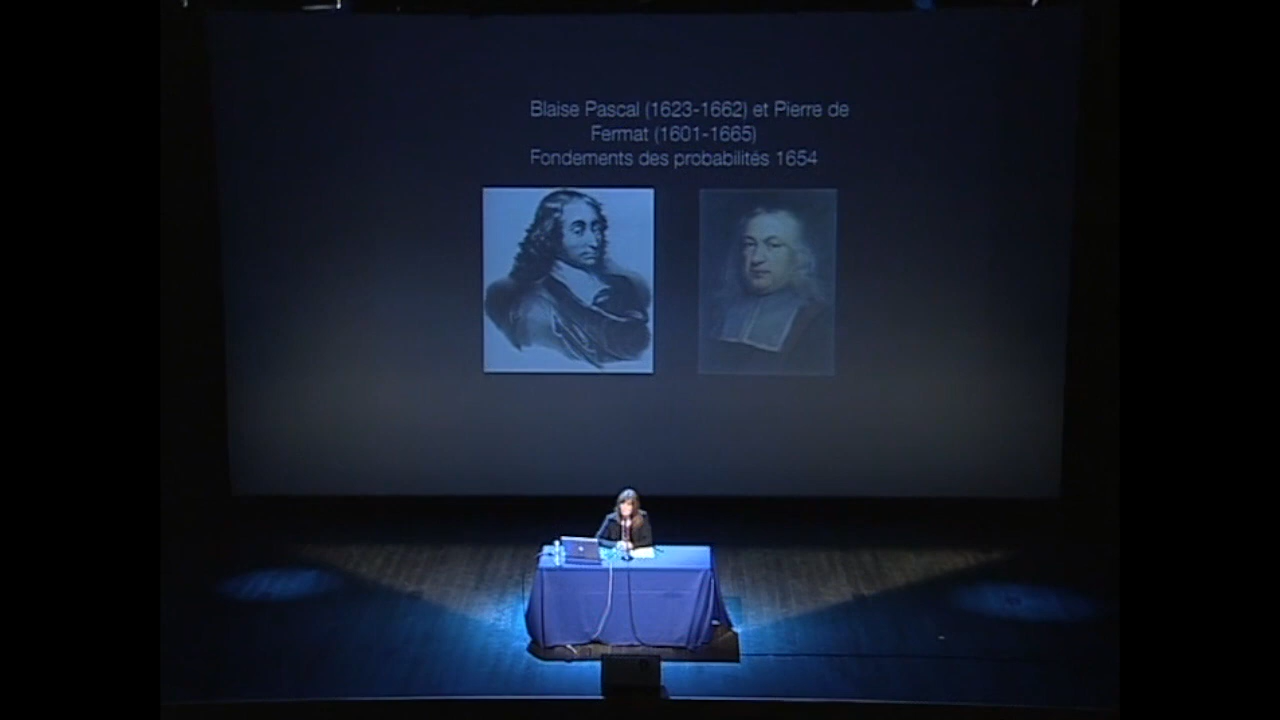 Blaise Pascal (1623-1662) et Pierre de
Fermat (1601-1665)
Fondements des probabilités 1654